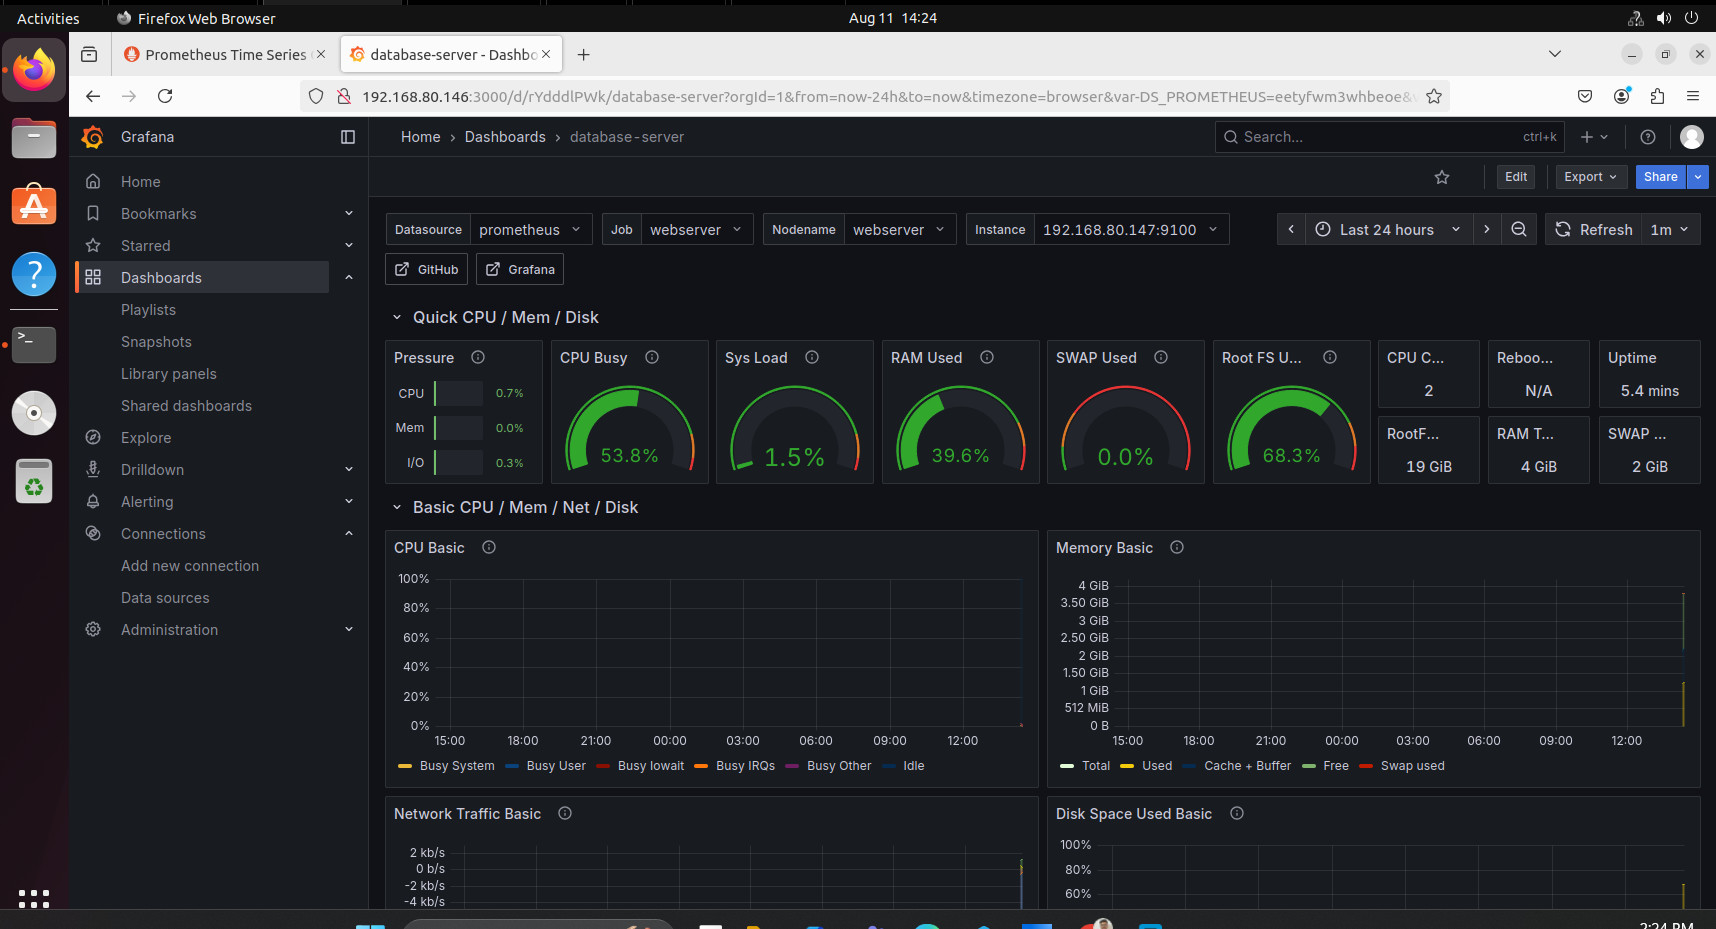 Activities Firefox Web Browser Aug 11 14:24
Prometheus Time Series database-server - Dashbo
192.168.80.146:3000/d/rYdddlPWk/database-server?orgId=1&from=now-24h&to=now&timezone=browser&var-DS_PROMETHEUS=eetyfwm3whbeoe&
Grafana Home › Dashboards › database-server Search... ctrl+k
Edit Export Share
Home
Bookmarks
Starred
Dashboards
Playlists
Snapshots
Library panels
Shared dashboards
Explore
Drilldown
Alerting
Connections
Add new connection
Data sources
Administration
Datasource prometheus Job webserver Nodename webserver Instance 192.168.80.147:9100 Last 24 hours Refresh 1m
GitHub Grafana
Quick CPU / Mem / Disk
Pressure
CPU 0.7%
Mem 0.0%
I/O 0.3%
CPU Busy
53.8%
Sys Load
1.5%
RAM Used
39.6%
SWAP Used
0.0%
Root FS U...
68.3%
CPU C...
2
Reboo...
N/A
Uptime
5.4 mins
RootF...
19 GiB
RAM T...
4 GiB
SWAP ...
2 GiB
Basic CPU / Mem / Net / Disk
CPU Basic
100%
80%
60%
40%
20%
0%
15:00 18:00 21:00 00:00 03:00 06:00 09:00 12:00
Busy System Busy User Busy Iowait Busy IRQs Busy Other Idle
Memory Basic
4 GiB
3.50 GiB
3 GiB
2.50 GiB
2 GiB
1.50 GiB
1 GiB
512 MiB
0 B
15:00 18:00 21:00 00:00 03:00 06:00 09:00 12:00
Total Used Cache + Buffer Free Swap used
Network Traffic Basic
2 kb/s
0 b/s
-2 kb/s
-4 kb/s
Disk Space Used Basic
100%
80%
60%
2:24 PM